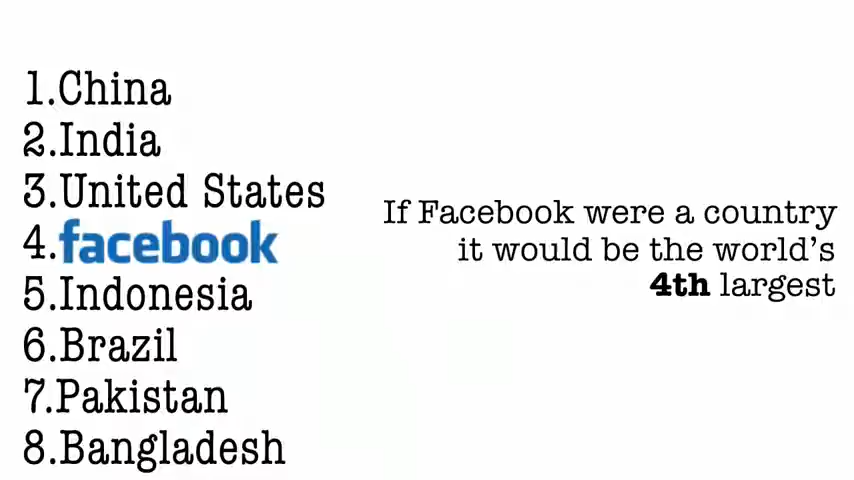 1.China
2.India
3.United States
4.facebook
5.Indonesia
6.Brazil
7.Pakistan
8.Bangladesh
If Facebook were a country
it would be the world's
4th largest